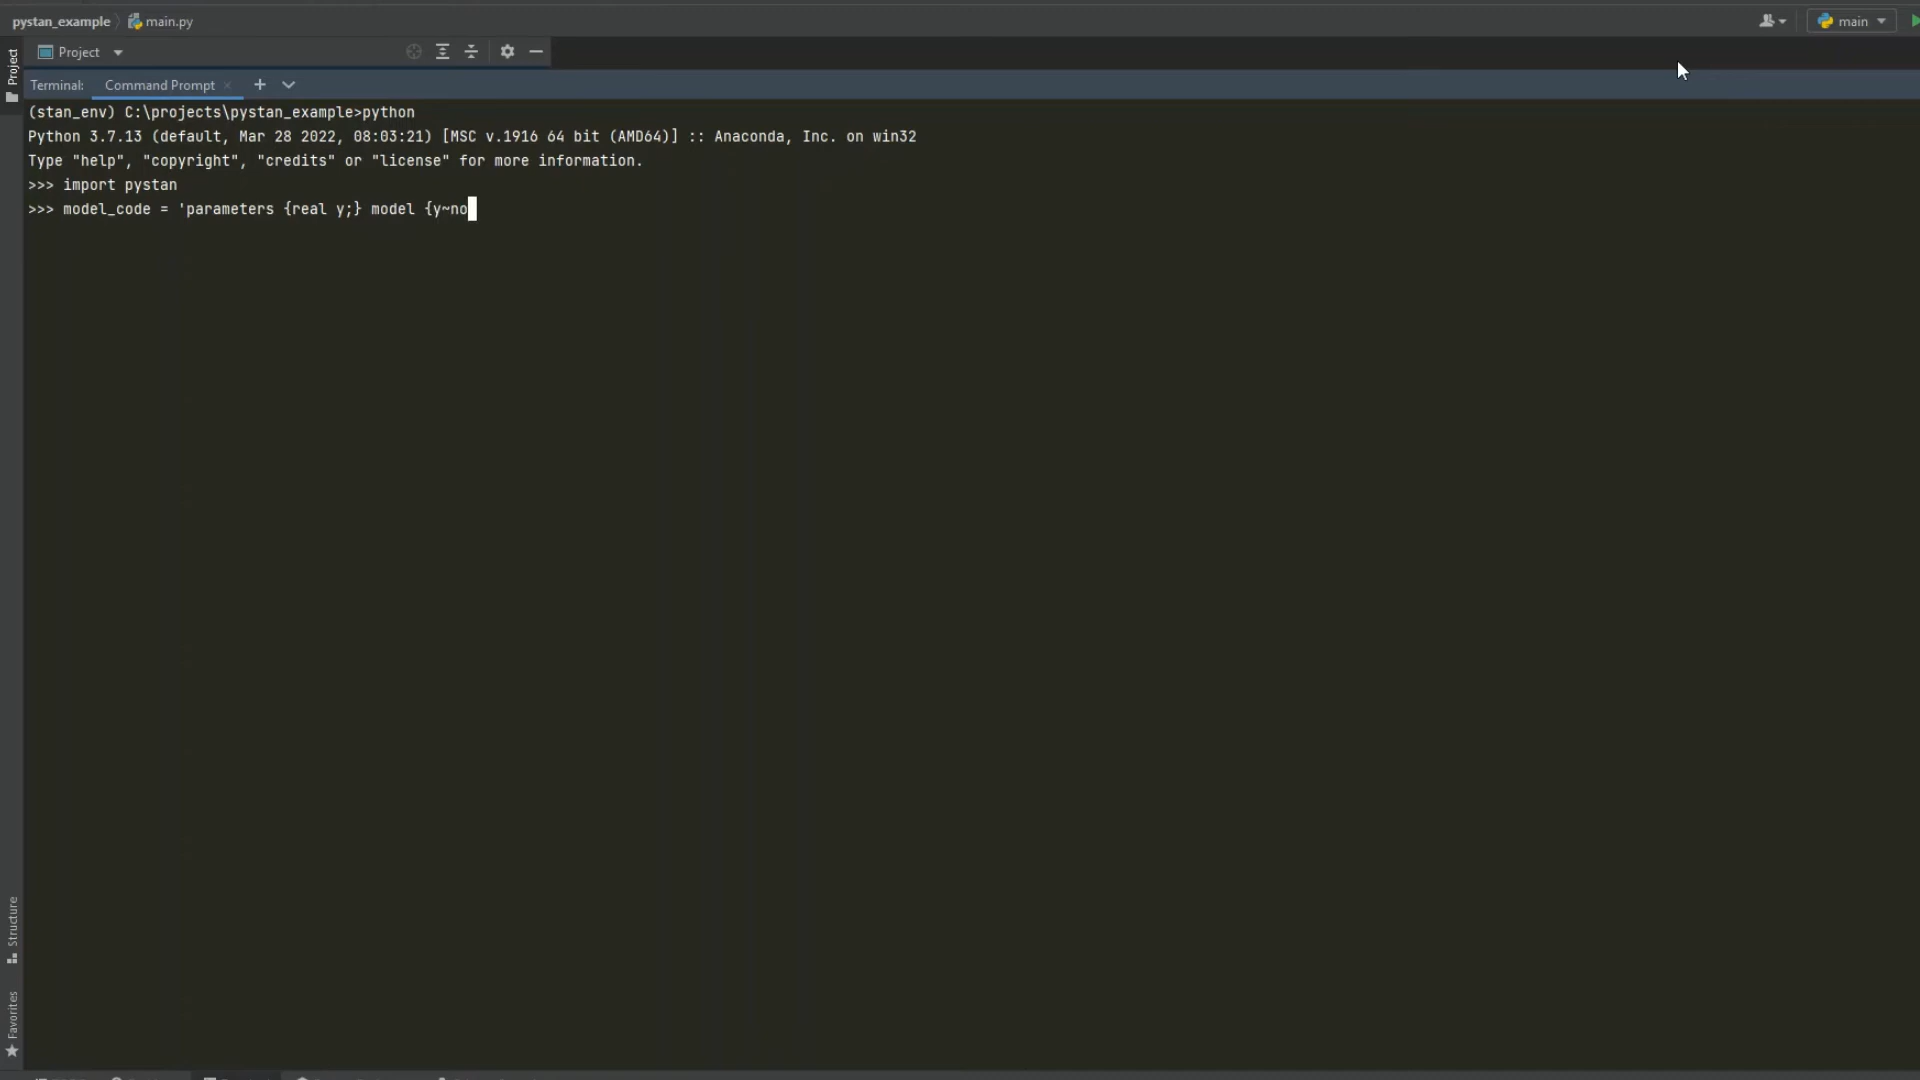 pystan_example main.py
main
Project
Project
Terminal: Command Prompt
(stan_env) C:\projects\pystan_example>python
Python 3.7.13 (default, Mar 28 2022, 08:03:21) [MSC v.1916 64 bit (AMD64)] :: Anaconda, Inc. on win32
Type "help", "copyright", "credits" or "license" for more information.
>>> import pystan
>>> model_code = 'parameters {real y;} model {y~no
Structure
Favorites